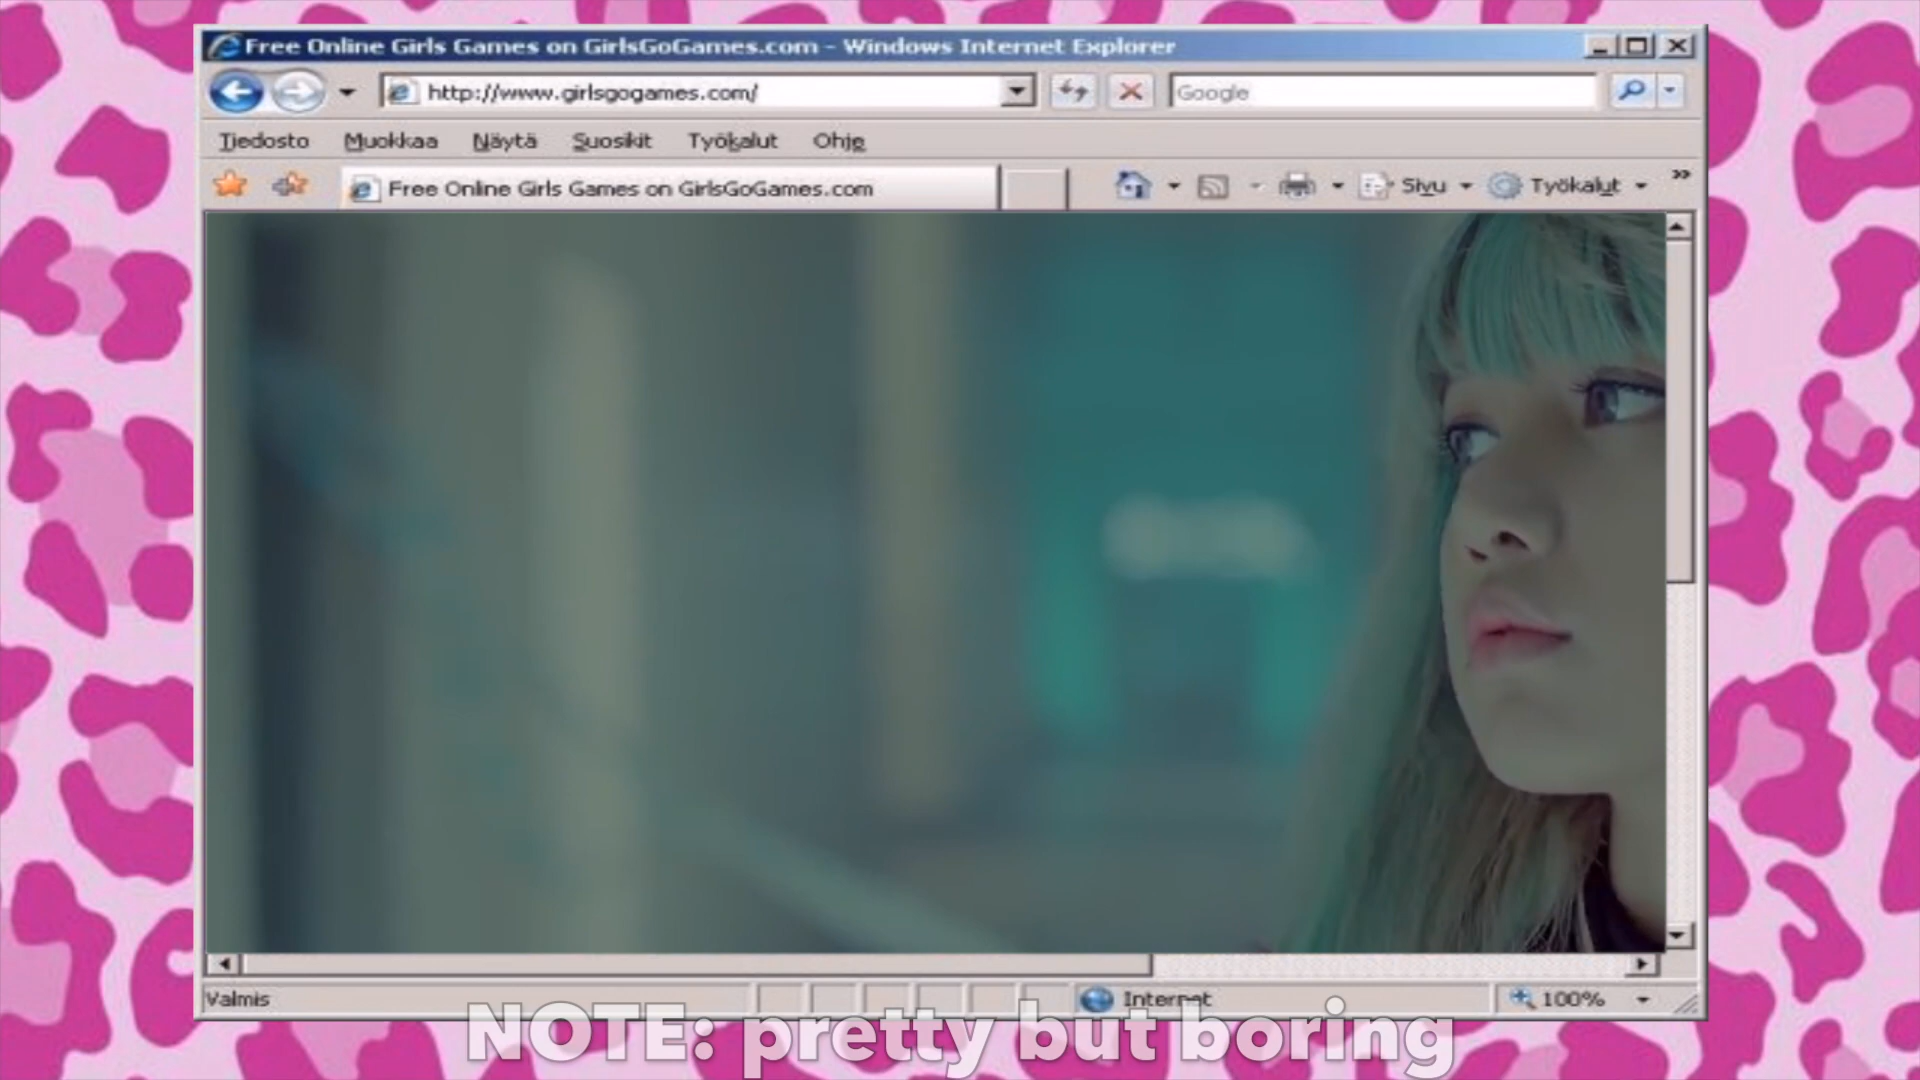 Free Online Girls Games on GirlsGoGames.com - Windows Internet Explorer
http://www.girlsgogames.com/
Google
Tiedosto Muokkaa Näytä Suosikit Työkalut Ohje
Free Online Girls Games on GirlsGoGames.com
Sivu Työkalut »
Valmis
Internet
100%
NOTE: pretty but boring